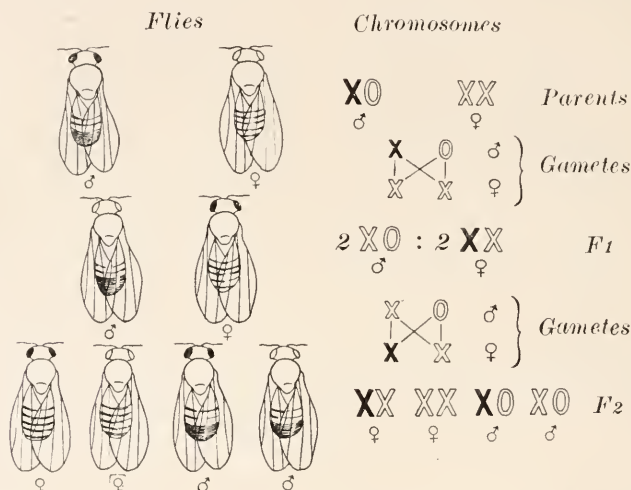 Flies Chromosomes
♂ ♀
♂ ♀
♀ ♀ ♂ ♂
XO XX Parents
♂ ♀
X O ♂
X X ♀
Gametes
2 XO : 2 XX F1
♂ ♀
X O ♂
X X ♀
Gametes
XX XX XO XO F2
♀ ♀ ♂ ♂